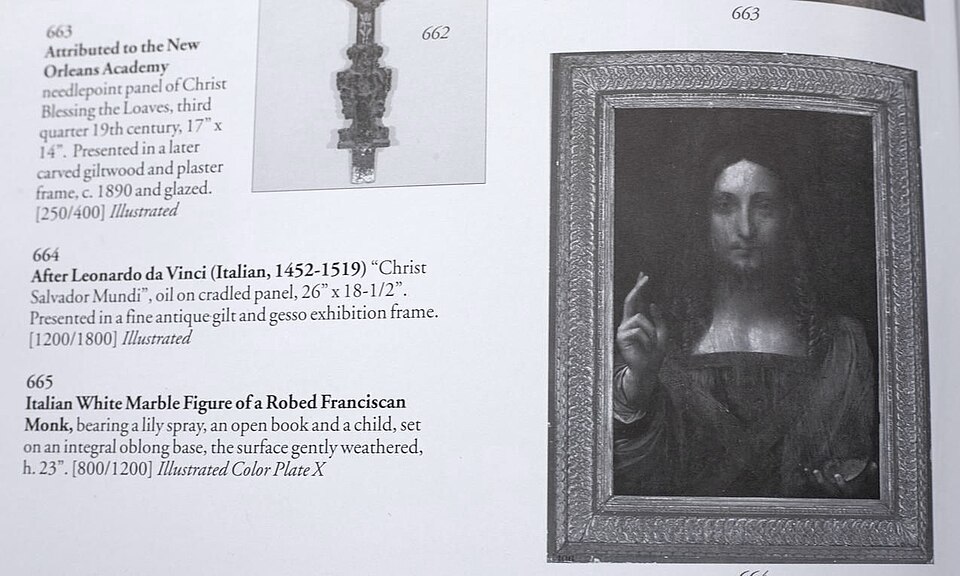 663
Attributed to the New
Orleans Academy
needlepoint panel of Christ
Blessing the Loaves, third
quarter 19th century, 17” x
14”. Presented in a later
carved giltwood and plaster
frame, c. 1890 and glazed.
[250/400] Illustrated
664
After Leonardo da Vinci (Italian, 1452-1519) “Christ
Salvador Mundi”, oil on cradled panel, 26” x 18-1/2”.
Presented in a fine antique gilt and gesso exhibition frame.
[1200/1800] Illustrated
665
Italian White Marble Figure of a Robed Franciscan
Monk, bearing a lily spray, an open book and a child, set
on an integral oblong base, the surface gently weathered,
h. 23”. [800/1200] Illustrated Color Plate X
662
663